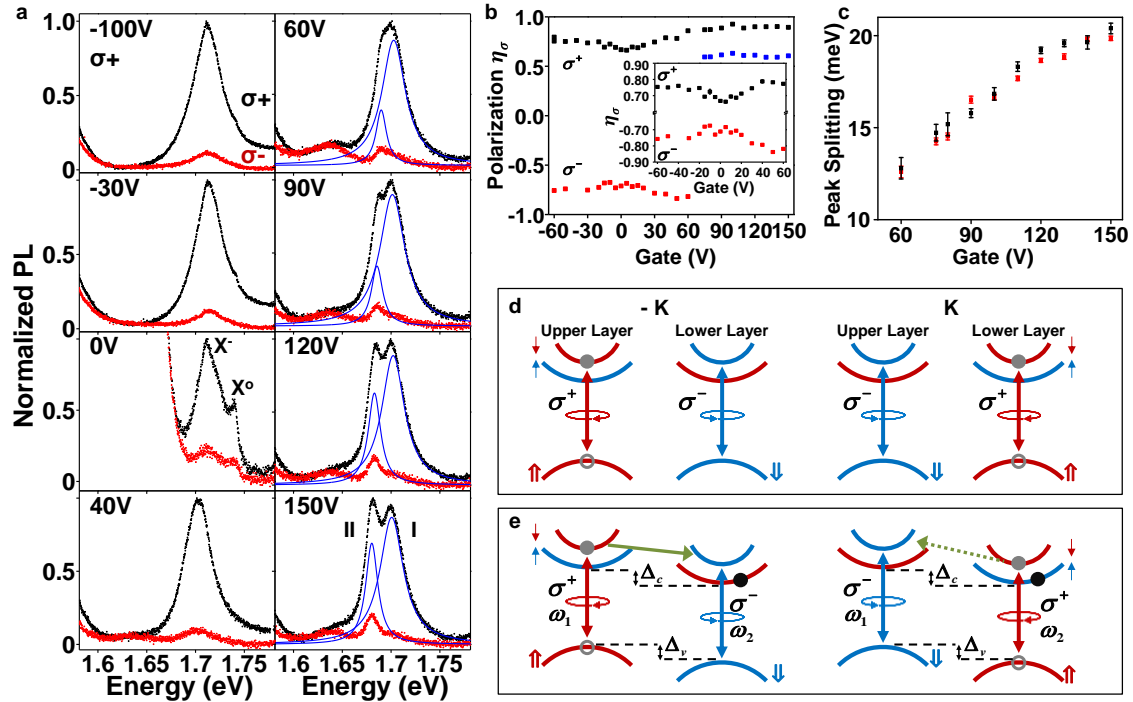 a
-100V
σ+
σ+
σ-
60V
-30V
90V
0V
X⁻
X⁰
120V
40V
150V
II
I
Normalized PL
1.0
0.5
0
1.0
0.5
0
1.0
0.5
0
0.5
0
1.6
1.65
1.7
1.75
1.6
1.65
1.7
1.75
Energy (eV)
Energy (eV)
b
Polarization ησ
1.0
0.5
0.0
-0.5
-1.0
σ⁺
σ⁻
-60
-30
0
30
60
90
120
150
Gate (V)
0.90
0.80
0.70
-0.70
-0.80
-0.90
ησ
σ⁺
σ⁻
-60
-40
-20
0
20
40
60
Gate (V)
c
Peak Splitting (meV)
20
15
10
60
90
120
150
Gate (V)
d
- K
K
Upper Layer
Lower Layer
Upper Layer
Lower Layer
σ⁺
σ⁻
σ⁻
σ⁺
e
Δc
Δc
σ⁺
ω₁
σ⁻
ω₂
σ⁻
ω₁
σ⁺
ω₂
Δv
Δv